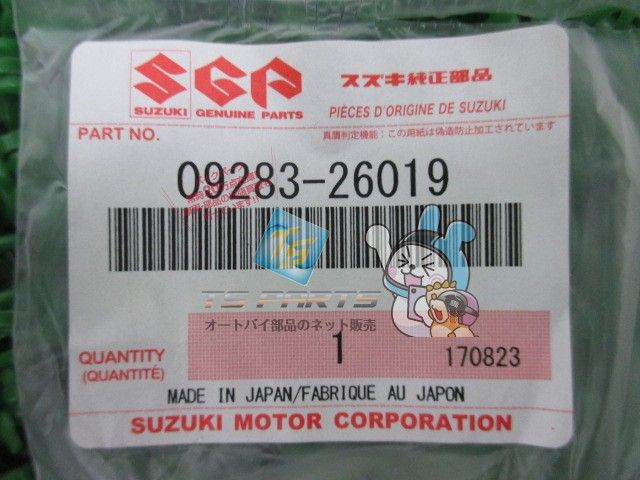 SGP スズキ純正部品
SUZUKI GENUINE PARTS PIÈCES D'ORIGINE DE SUZUKI
PART NO. 真贋判定機能：この用紙は偽造防止加工されています
09283-26019
TS PARTS
オートバイ部品のネット販売
QUANTITY 1 170823
(QUANTITÉ)
MADE IN JAPAN/FABRIQUE AU JAPON
SUZUKI MOTOR CORPORATION